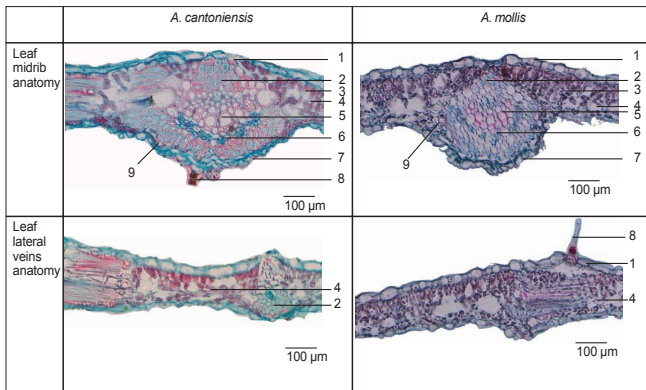 A. cantoniensis
A. mollis
Leaf
midrib
anatomy
1
2
3
4
5
6
7
8
9
100 µm
1
2
3
4
5
6
7
9
100 µm
Leaf
lateral
veins
anatomy
4
2
100 µm
8
1
4
100 µm